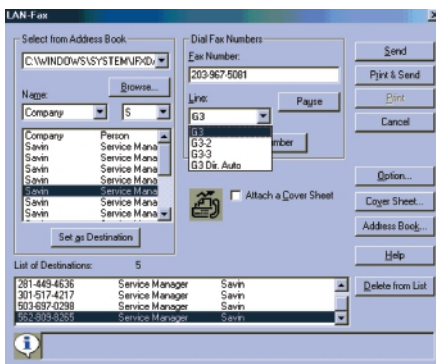 LAN-Fax
Select from Address Book
C:\WINDOWS\SYSTEM\IFXD
Browse...
Name:
Company
S
Company Person
Savin Service Mana
Savin Service Mana
Savin Service Mana
Savin Service Mana
Savin Service Mana
Savin Service Mana
Savin Service Mana
Set as Destination
Dial Fax Numbers
Fax Number:
203-967-5081
Line:
G3
Pause
G3
G3-2
G3-3
G3 Dir. Auto
mber
Attach a Cover Sheet
Send
Print & Send
Print
Cancel
Option...
Cover Sheet...
Address Book...
Help
Delete from List
List of Destinations: 5
281-449-4636 Service Manager Savin
301-517-4217 Service Manager Savin
503-697-0298 Service Manager Savin
562-809-8265 Service Manager Savin